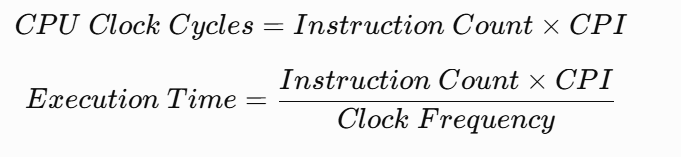 CPU Clock Cycles = Instruction Count × CPI
Execution Time = Instruction Count × CPI
Clock Frequency